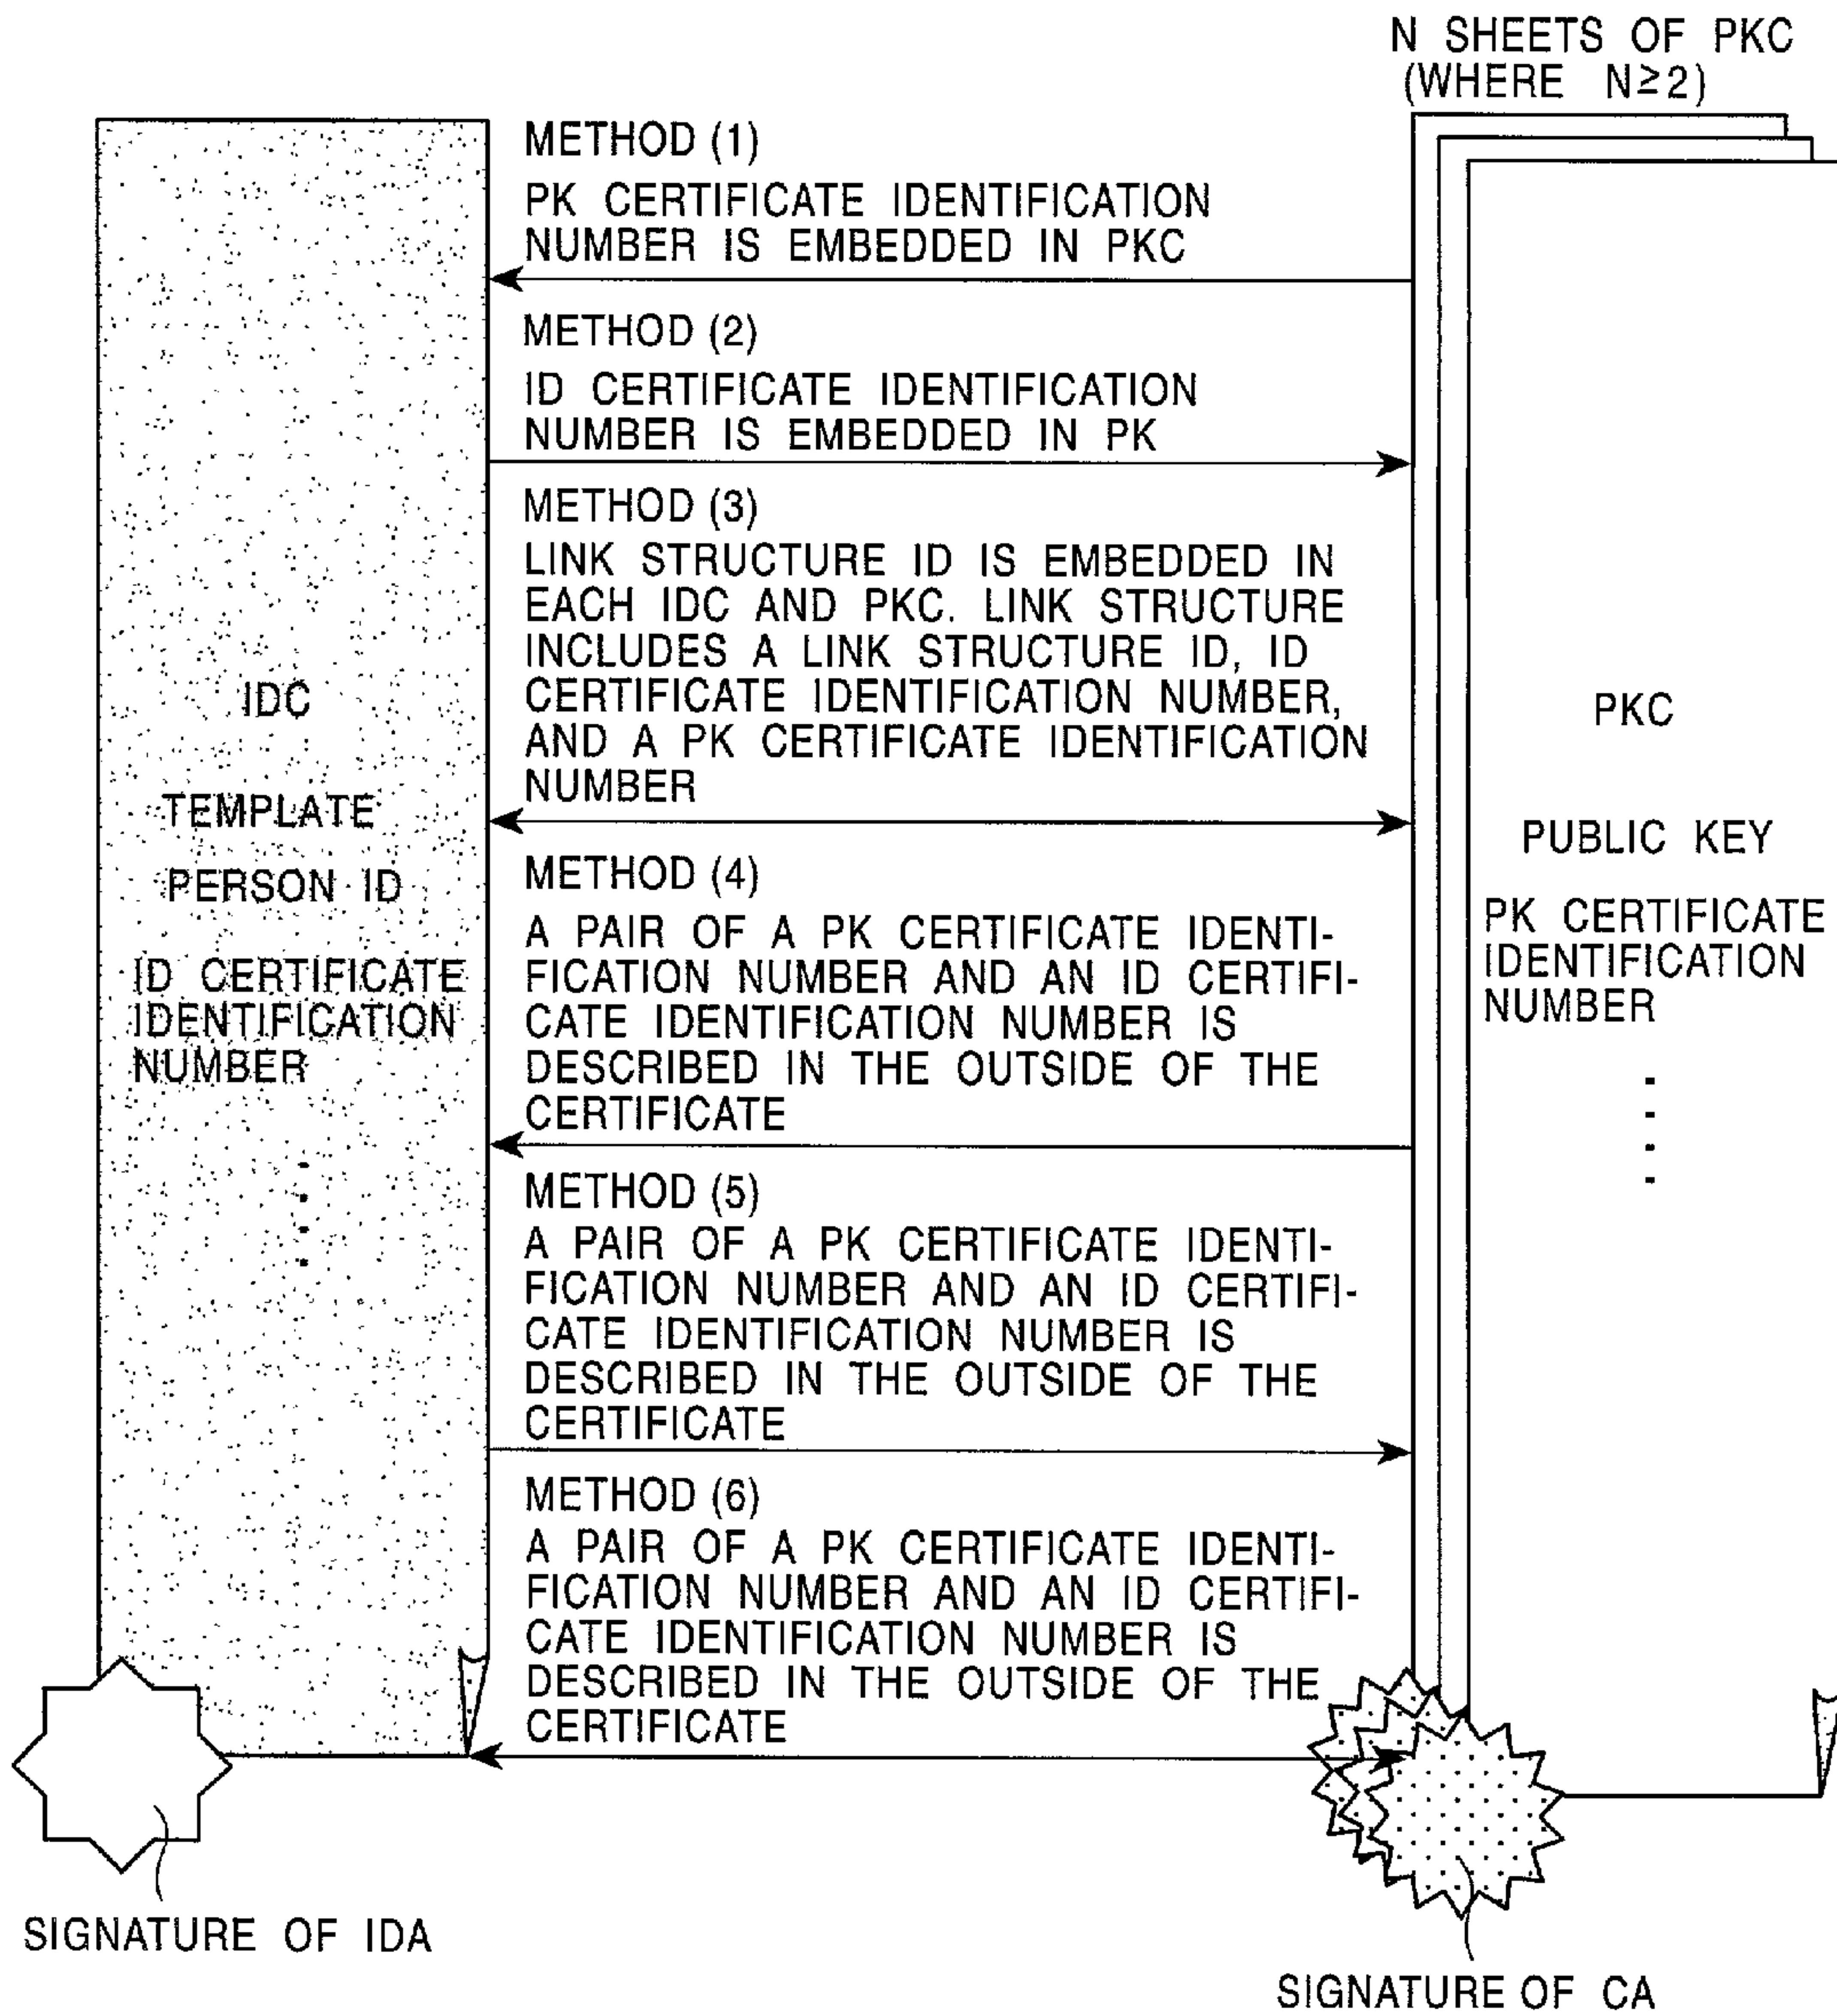 N SHEETS OF PKC
(WHERE N≥2)
METHOD (1)
PK CERTIFICATE IDENTIFICATION
NUMBER IS EMBEDDED IN PKC
METHOD (2)
ID CERTIFICATE IDENTIFICATION
NUMBER IS EMBEDDED IN PK
METHOD (3)
LINK STRUCTURE ID IS EMBEDDED IN
EACH IDC AND PKC. LINK STRUCTURE
INCLUDES A LINK STRUCTURE ID, ID
CERTIFICATE IDENTIFICATION NUMBER,
AND A PK CERTIFICATE IDENTIFICATION
NUMBER
METHOD (4)
A PAIR OF A PK CERTIFICATE IDENTI-
FICATION NUMBER AND AN ID CERTIFI-
CATE IDENTIFICATION NUMBER IS
DESCRIBED IN THE OUTSIDE OF THE
CERTIFICATE
METHOD (5)
A PAIR OF A PK CERTIFICATE IDENTI-
FICATION NUMBER AND AN ID CERTIFI-
CATE IDENTIFICATION NUMBER IS
DESCRIBED IN THE OUTSIDE OF THE
CERTIFICATE
METHOD (6)
A PAIR OF A PK CERTIFICATE IDENTI-
FICATION NUMBER AND AN ID CERTIFI-
CATE IDENTIFICATION NUMBER IS
DESCRIBED IN THE OUTSIDE OF THE
CERTIFICATE
IDC
TEMPLATE
PERSON ID
ID CERTIFICATE
IDENTIFICATION
NUMBER
PKC
PUBLIC KEY
PK CERTIFICATE
IDENTIFICATION
NUMBER
SIGNATURE OF IDA
SIGNATURE OF CA